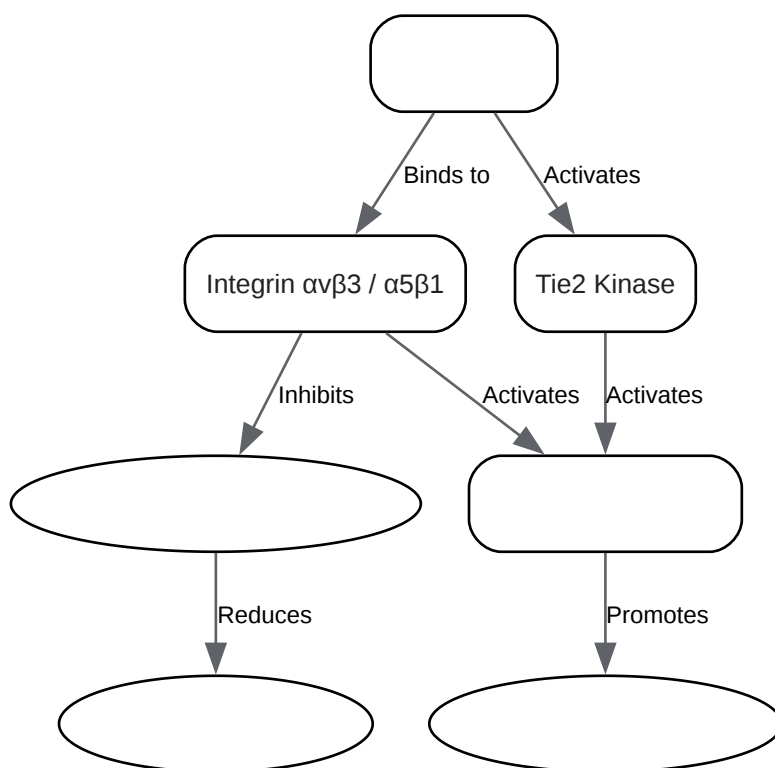 Binds to
Activates
Integrin αvβ3 / α5β1
Tie2 Kinase
Inhibits
Activates
Activates
Reduces
Promotes